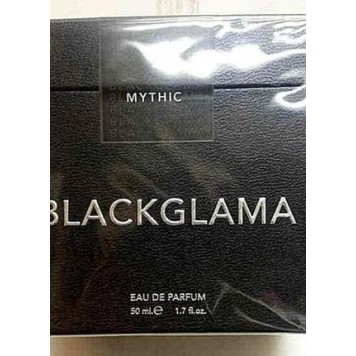 MYTHIC
BLACKGLAMA
EAU DE PARFUM
50 ml.e 1.7 fl.oz.